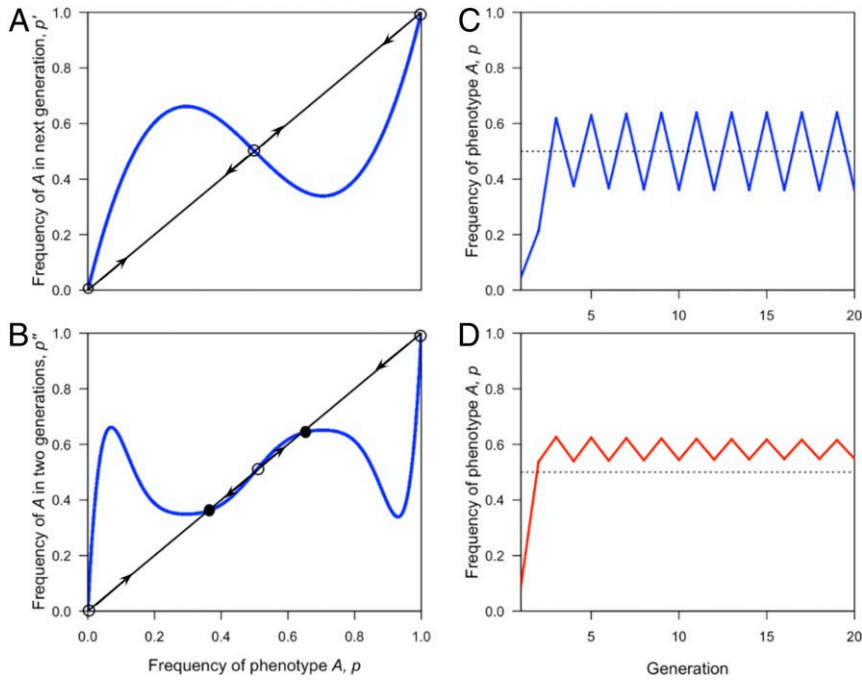 A
Frequency of A in next generation, p′
1.0
0.8
0.6
0.4
0.2
0.0
C
Frequency of phenotype A, p
1.0
0.8
0.6
0.4
0.2
0.0
5 10 15 20
B
Frequency of A in two generations, p″
1.0
0.8
0.6
0.4
0.2
0.0
0.0 0.2 0.4 0.6 0.8 1.0
Frequency of phenotype A, p
D
Frequency of phenotype A, p
1.0
0.8
0.6
0.4
0.2
0.0
5 10 15 20
Generation